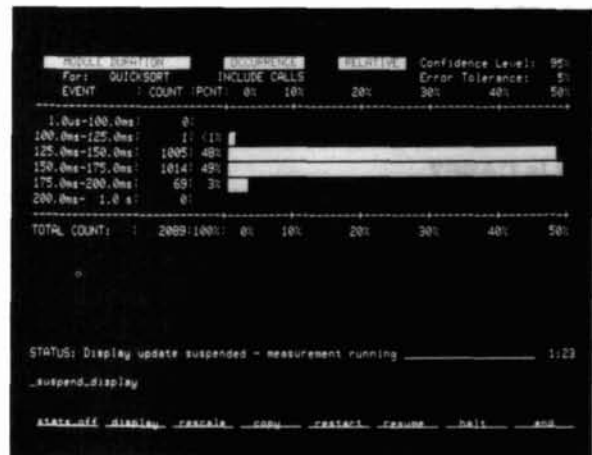 MODULE DURATION OCCURRENCE RELATIVE Confidence Level: 95%
For: QUICKSORT INCLUDE CALLS Error Tolerance: 5%
EVENT : COUNT :PCNT: 0% 10% 20% 30% 40% 50%
1.0us-100.0ms: 0:
100.0ms-125.0ms: 1: <1%
125.0ms-150.0ms: 1005: 48%
150.0ms-175.0ms: 1014: 49%
175.0ms-200.0ms: 69: 3%
200.0ms- 1.0 s: 0:
TOTAL COUNT: : 2089:100%: 0% 10% 20% 30% 40% 50%
STATUS: Display update suspended - measurement running 1:23
_suspend_display
stats off display rescale copy restart resume halt end